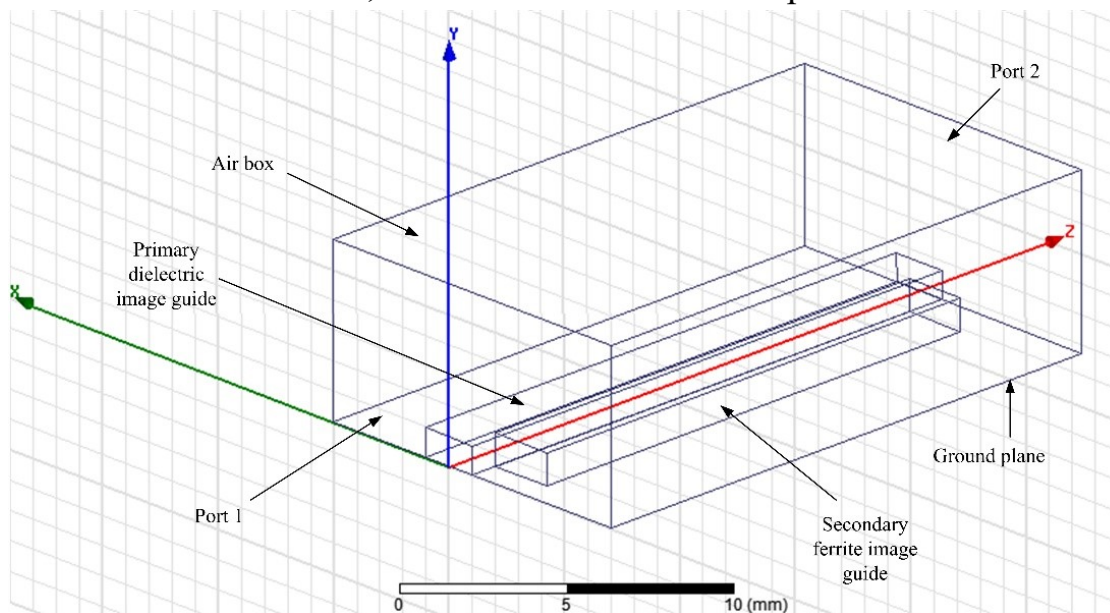 Y
Port 2
Air box
Z
Primary
dielectric
image guide
X
Ground plane
Port 1
Secondary
ferrite image
guide
0 5 10 (mm)